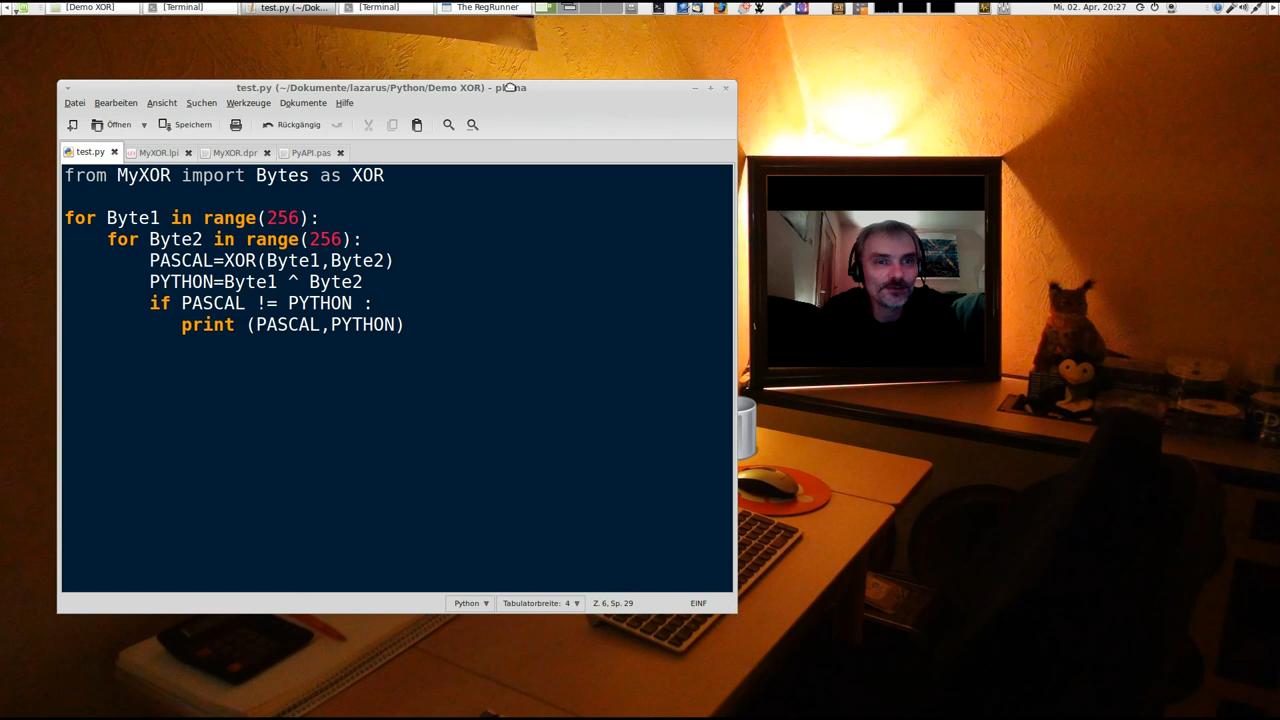 [Demo XOR]
[Terminal]
test.py (~/Dok...
[Terminal]
The RegRunner
Mi, 02. Apr, 20:27
test.py (~/Dokumente/lazarus/Python/Demo XOR) -
Datei Bearbeiten Ansicht Suchen Werkzeuge Dokumente Hilfe
Öffnen Speichern Rückgängig
test.py MyXOR.lpi MyXOR.dpr PyAPI.pas
from MyXOR import Bytes as XOR
for Byte1 in range(256):
for Byte2 in range(256):
PASCAL=XOR(Byte1,Byte2)
PYTHON=Byte1 ^ Byte2
if PASCAL != PYTHON :
print (PASCAL,PYTHON)
Python Tabulatorbreite: 4 Z. 6, Sp. 29 EINF